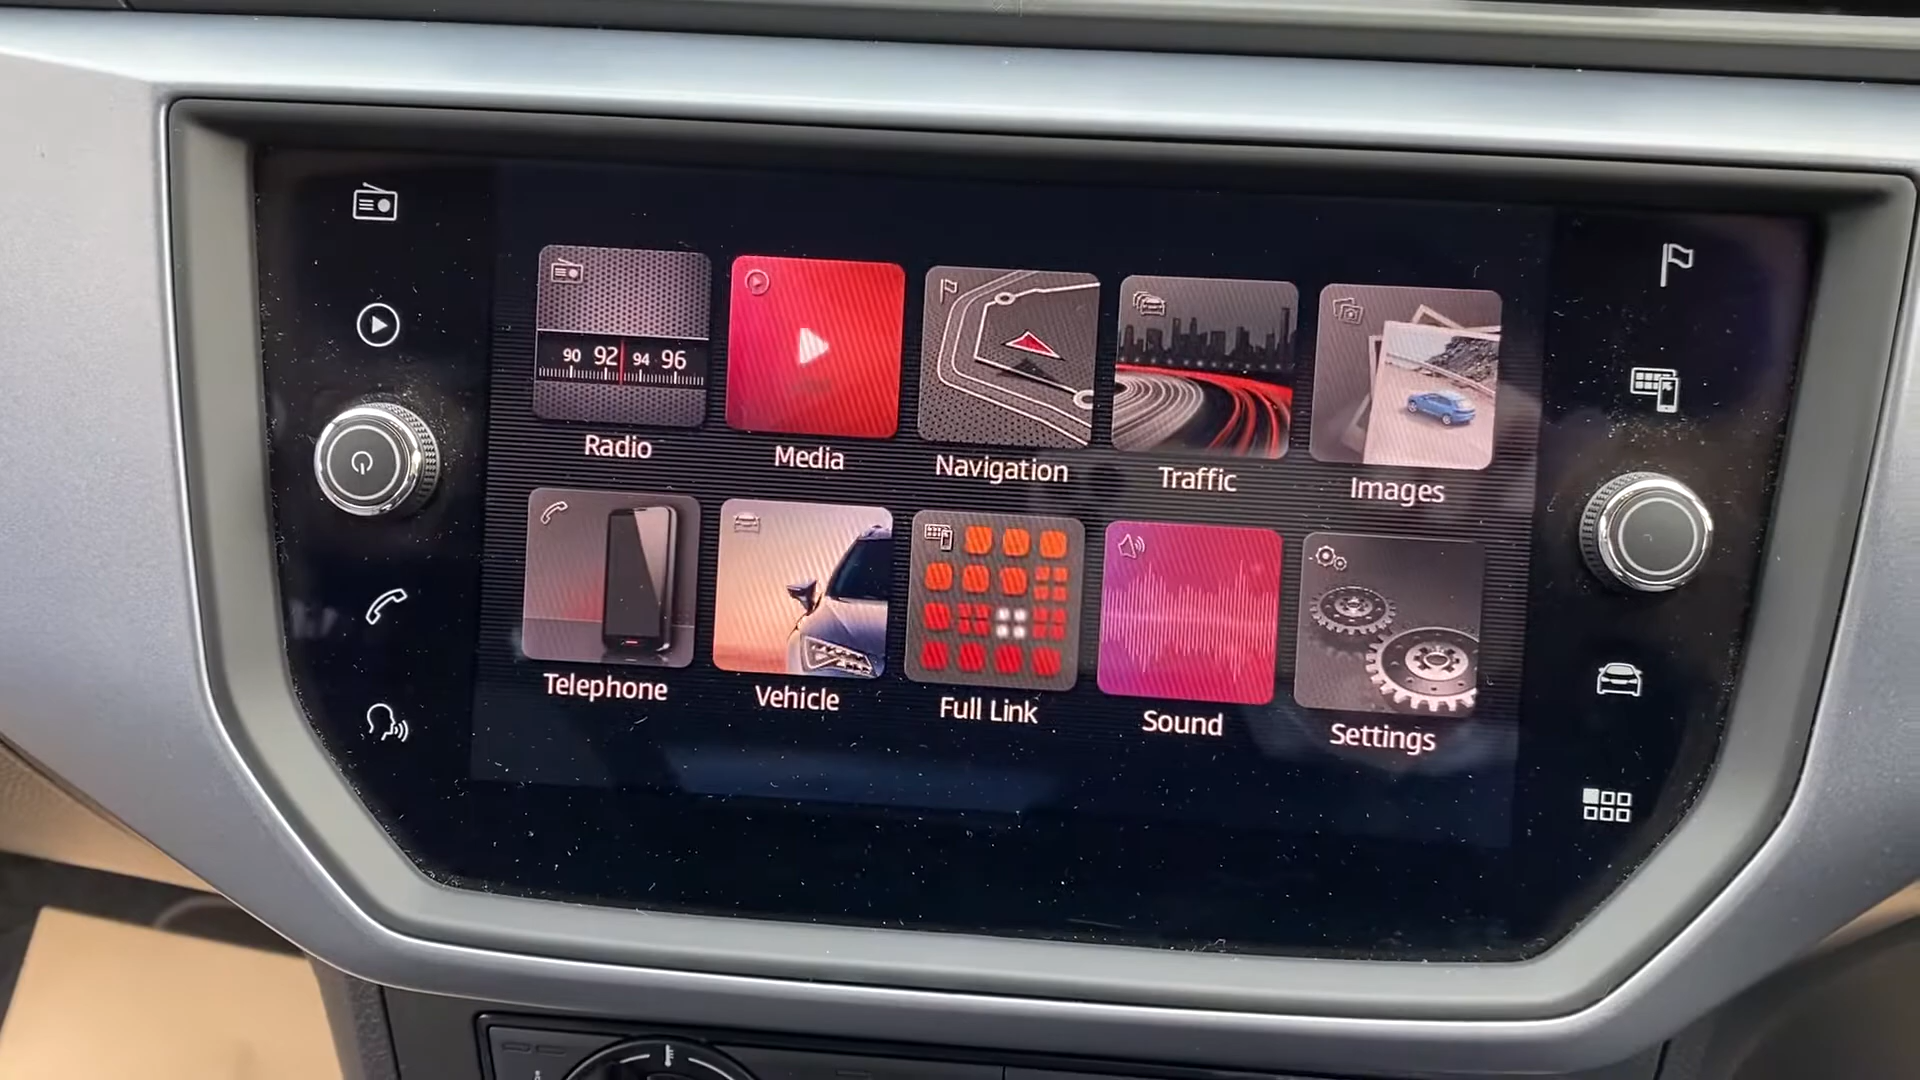 90 92 94 96
Radio
Media
Navigation
Traffic
Images
Telephone
Vehicle
Full Link
Sound
Settings